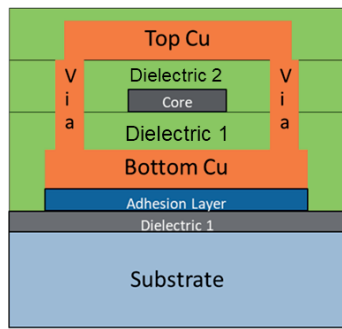 Top Cu
V
i
a
Dielectric 2
V
i
a
Core
Dielectric 1
Bottom Cu
Adhesion Layer
Dielectric 1
Substrate